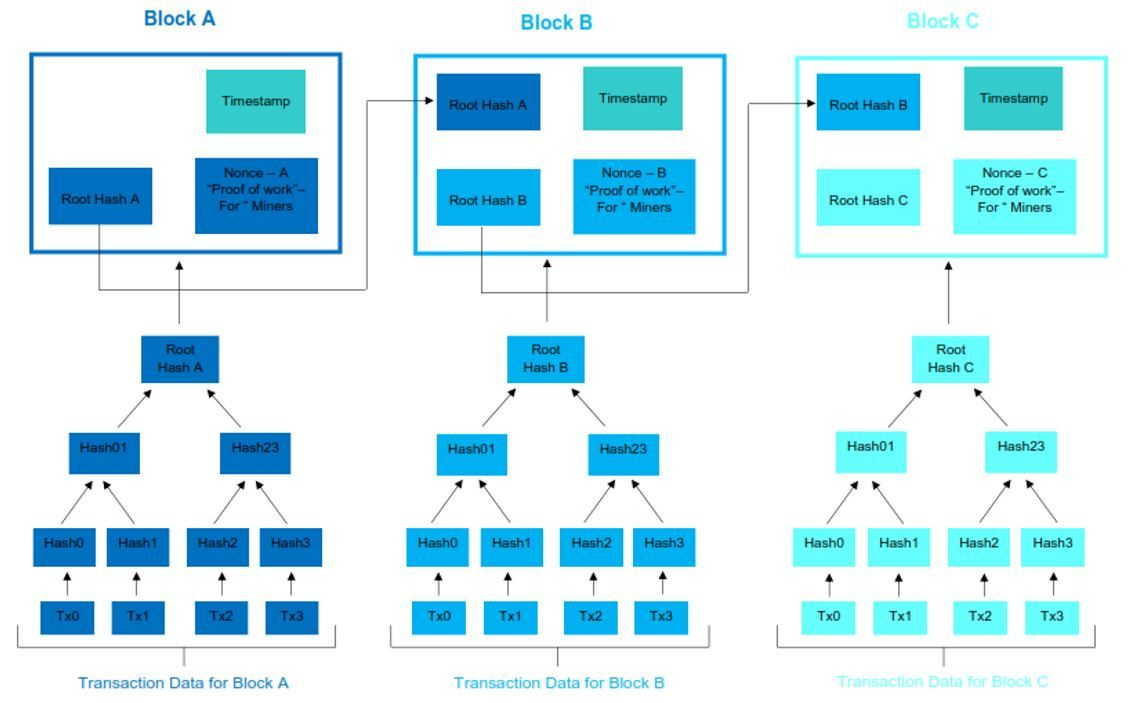 Block A
Block B
Block C
Timestamp
Root Hash A
Nonce – A
“Proof of work”–
For “ Miners
Root Hash A
Timestamp
Root Hash B
Nonce – B
“Proof of work”–
For “ Miners
Root Hash B
Timestamp
Root Hash C
Nonce – C
“Proof of work”–
For “ Miners
Root
Hash A
Root
Hash B
Root
Hash C
Hash01
Hash23
Hash01
Hash23
Hash01
Hash23
Hash0
Hash1
Hash2
Hash3
Hash0
Hash1
Hash2
Hash3
Hash0
Hash1
Hash2
Hash3
Tx0
Tx1
Tx2
Tx3
Tx0
Tx1
Tx2
Tx3
Tx0
Tx1
Tx2
Tx3
Transaction Data for Block A
Transaction Data for Block B
Transaction Data for Block C